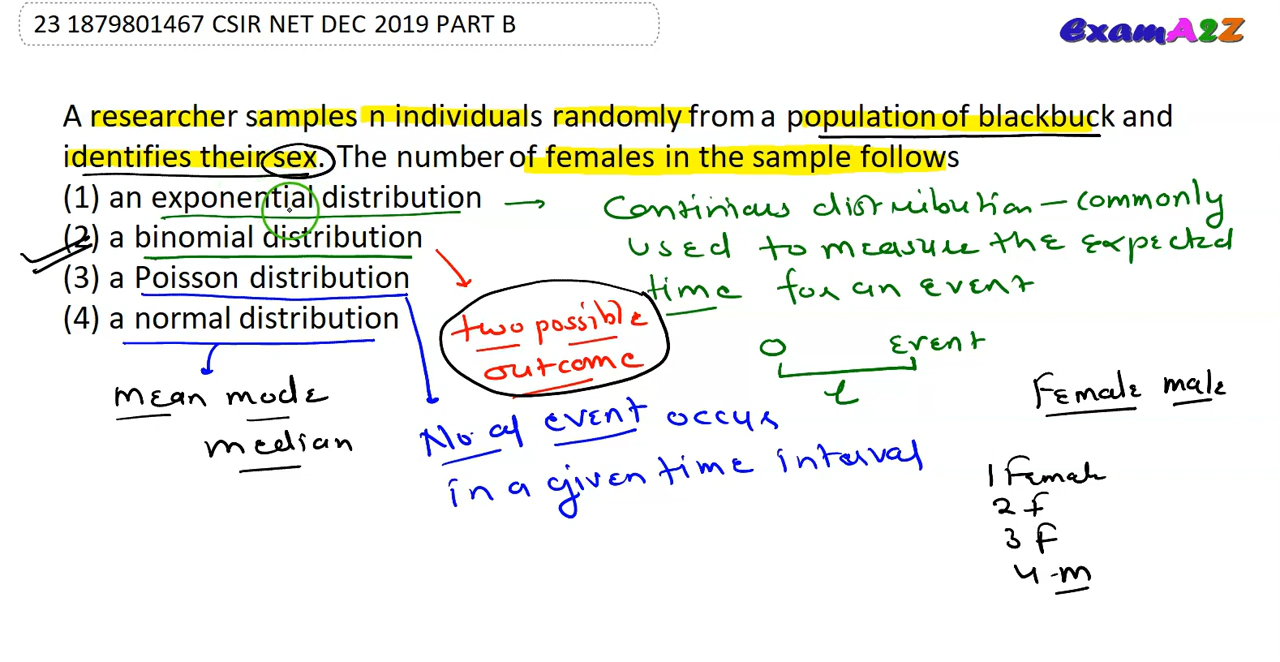 23 1879801467 CSIR NET DEC 2019 PART B
ExamA2Z
A researcher samples n individuals randomly from a population of blackbuck and
identifies their sex. The number of females in the sample follows
(1) an exponential distribution
(2) a binomial distribution
(3) a Poisson distribution
(4) a normal distribution
→ Continious distribution - commonly
used to measure the expected
time for an event
two possible
outcome
0 Event
t
mean mode
median
No of event occurs
in a given time interval
Female male
1 Female
2 f
3 f
4 - m